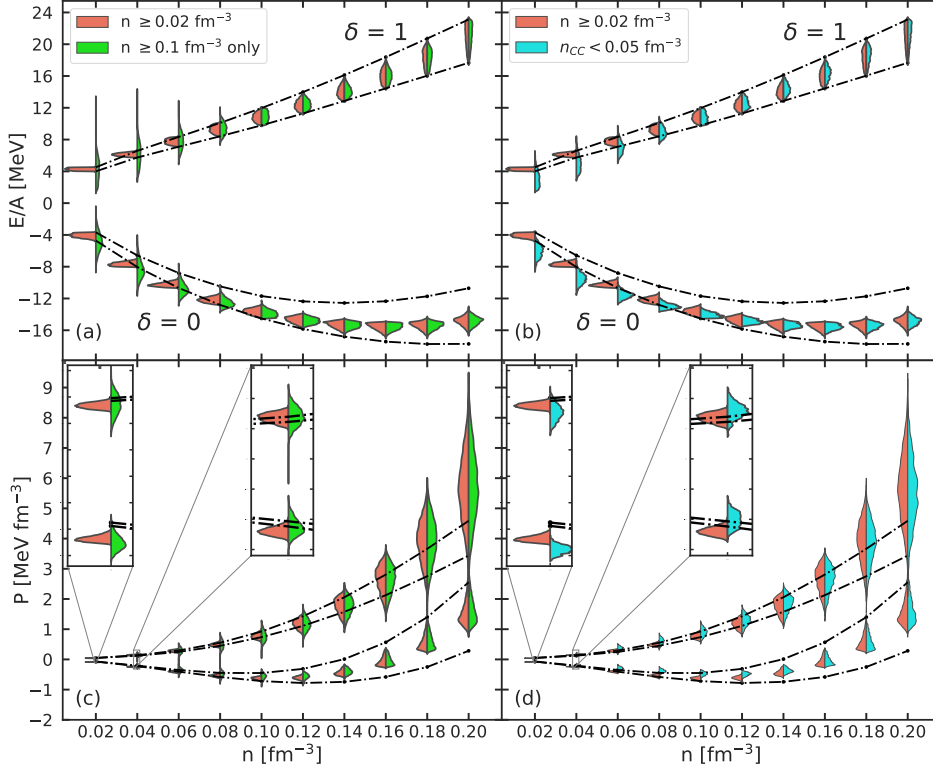 n ≥ 0.02 fm⁻³
n ≥ 0.1 fm⁻³ only
δ = 1
n ≥ 0.02 fm⁻³
n_CC < 0.05 fm⁻³
δ = 1
24
20
16
12
8
4
0
−4
−8
−12
−16
E/A [MeV]
(a)
δ = 0
(b)
δ = 0
9
8
7
6
5
4
3
2
1
0
−1
−2
P [MeV fm⁻³]
(c)
(d)
0.02 0.04 0.06 0.08 0.10 0.12 0.14 0.16 0.18 0.20
0.02 0.04 0.06 0.08 0.10 0.12 0.14 0.16 0.18 0.20
n [fm⁻³]
n [fm⁻³]